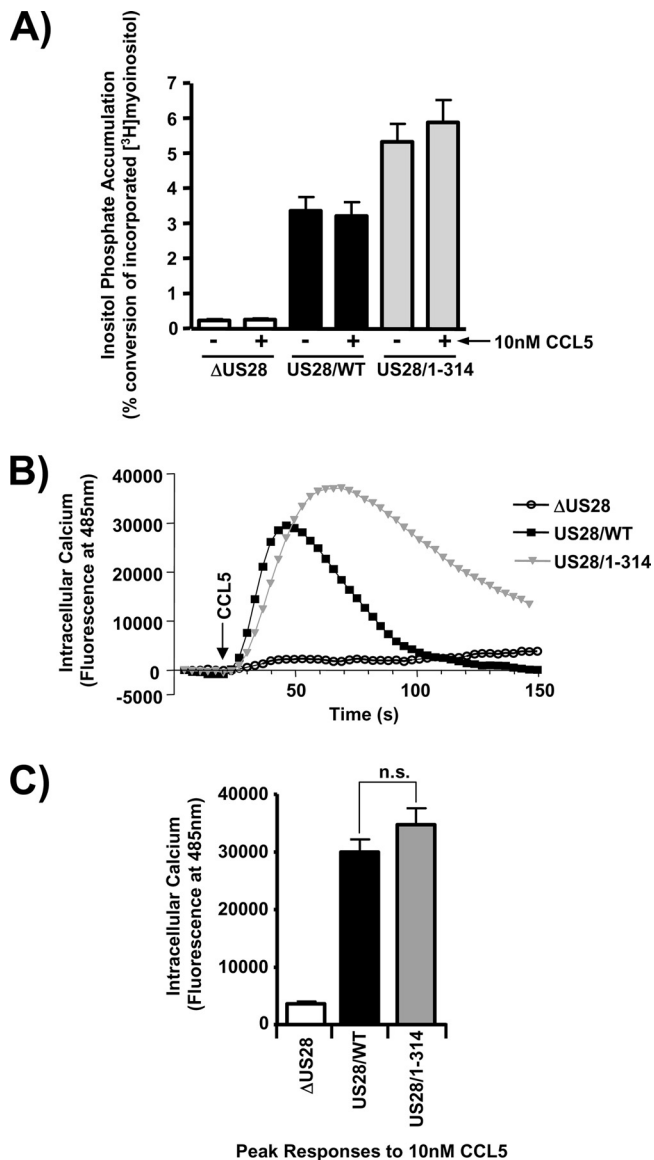 A)
Inositol Phosphate Accumulation
(% conversion of incorporated [³H]myoinositol)
7
6
5
4
3
2
1
0
- + - + - + 10nM CCL5
ΔUS28 US28/WT US28/1-314
B)
Intracellular Calcium
(Fluorescence at 485nm)
40000
30000
20000
10000
0
-5000
CCL5
ΔUS28
US28/WT
US28/1-314
50 100 150
Time (s)
C)
n.s.
Intracellular Calcium
(Fluorescence at 485nm)
40000
30000
20000
10000
0
ΔUS28
US28/WT
US28/1-314
Peak Responses to 10nM CCL5